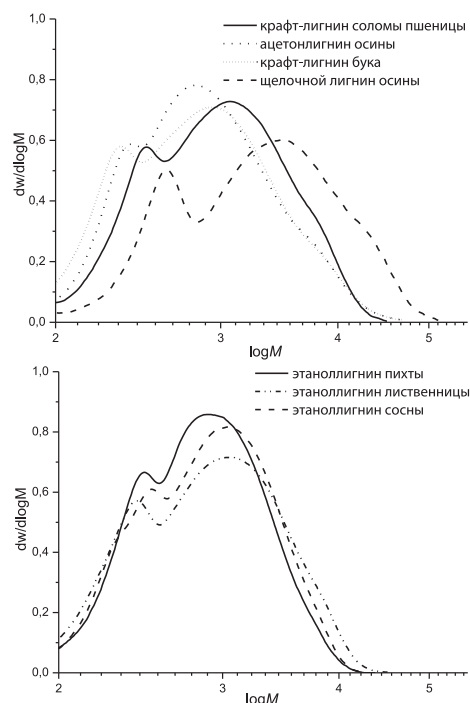 крафт-лигнин соломы пшеницы
ацетонлигнин осины
крафт-лигнин бука
щелочной лигнин осины
1,0
0,8
0,6
0,4
0,2
0,0
dw/dlogM
2 3 4 5
logM
этаноллигнин пихты
этаноллигнин лиственницы
этаноллигнин сосны
1,0
0,8
0,6
0,4
0,2
0,0
dw/dlogM
2 3 4 5
logM